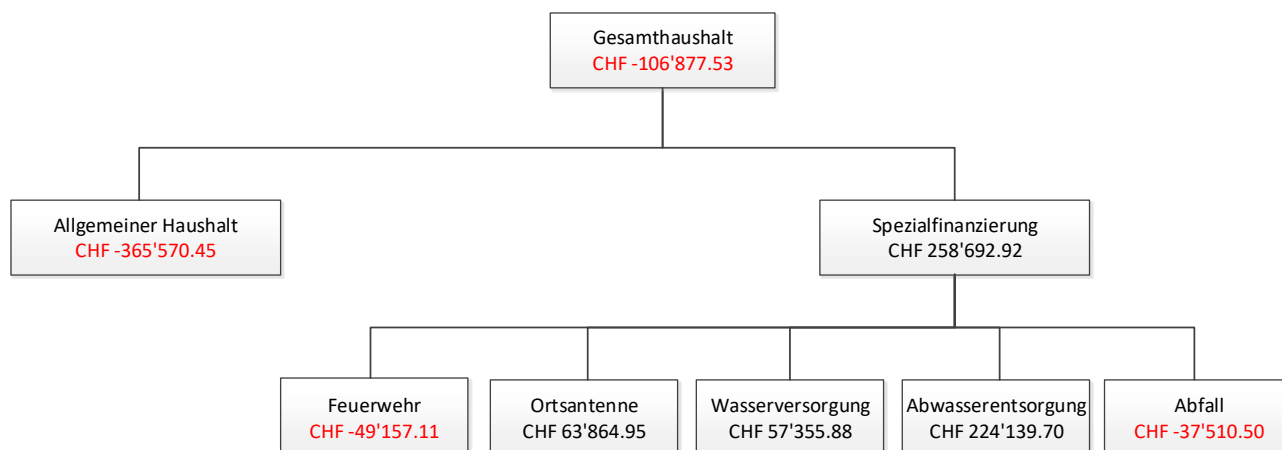 Gesamthaushalt
CHF -106'877.53
Allgemeiner Haushalt
CHF -365'570.45
Spezialfinanzierung
CHF 258'692.92
Feuerwehr
CHF -49'157.11
Ortsantenne
CHF 63'864.95
Wasserversorgung
CHF 57'355.88
Abwasserentsorgung
CHF 224'139.70
Abfall
CHF -37'510.50